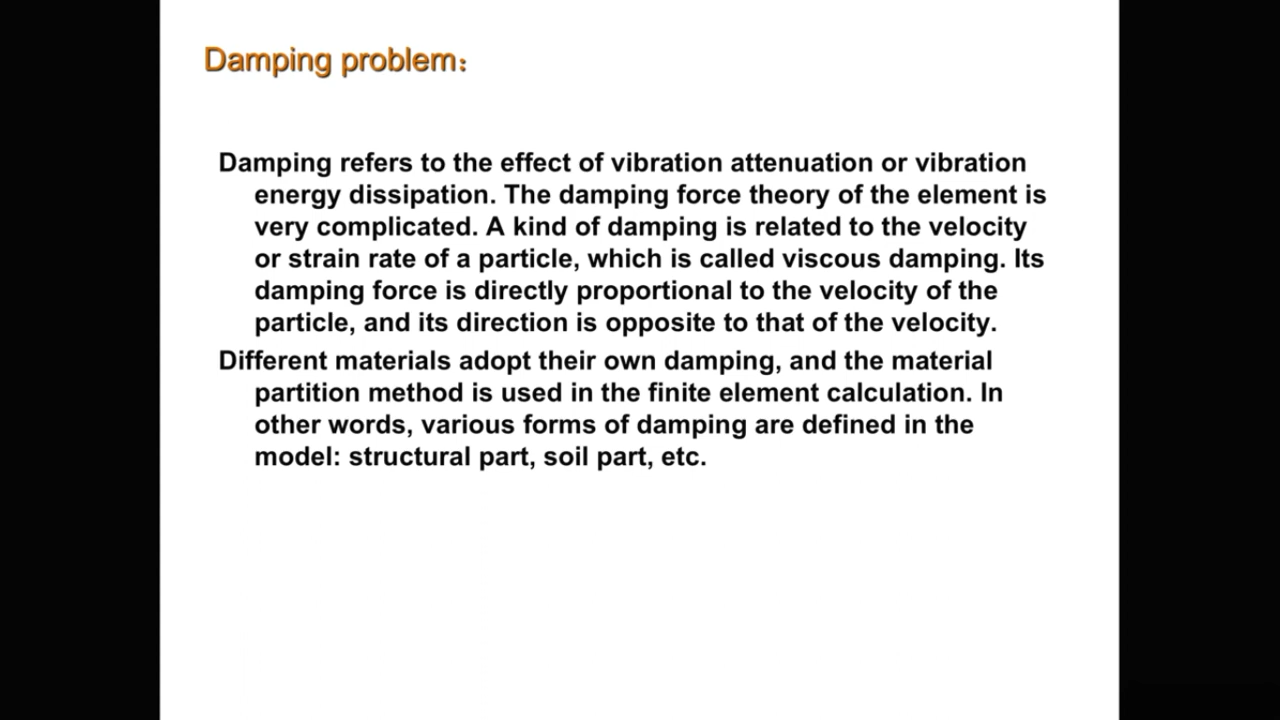 Damping problem：
Damping refers to the effect of vibration attenuation or vibration
energy dissipation. The damping force theory of the element is
very complicated. A kind of damping is related to the velocity
or strain rate of a particle, which is called viscous damping. Its
damping force is directly proportional to the velocity of the
particle, and its direction is opposite to that of the velocity.
Different materials adopt their own damping, and the material
partition method is used in the finite element calculation. In
other words, various forms of damping are defined in the
model: structural part, soil part, etc.